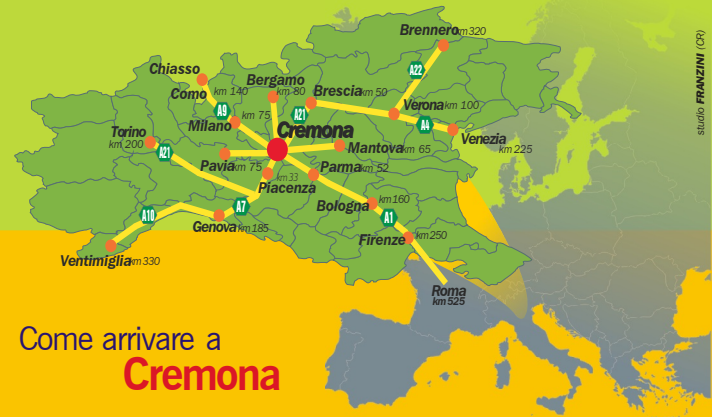 Brennero km 320
studio FRANZINI (CR)
Chiasso
A22
Bergamo
km 80
Como
km 140
Brescia km 50
A9
A21
Verona km 100
km 75
Milano
Cremona
A4
Torino
km 200
Venezia
km 225
A21
Mantova km 65
Pavia km 75
Parma km 52
km 33
Piacenza
A10
A7
Bologna
km 160
A1
Genova km 185
Firenze
km 250
Ventimiglia km 330
Roma
km 525
Come arrivare a
Cremona